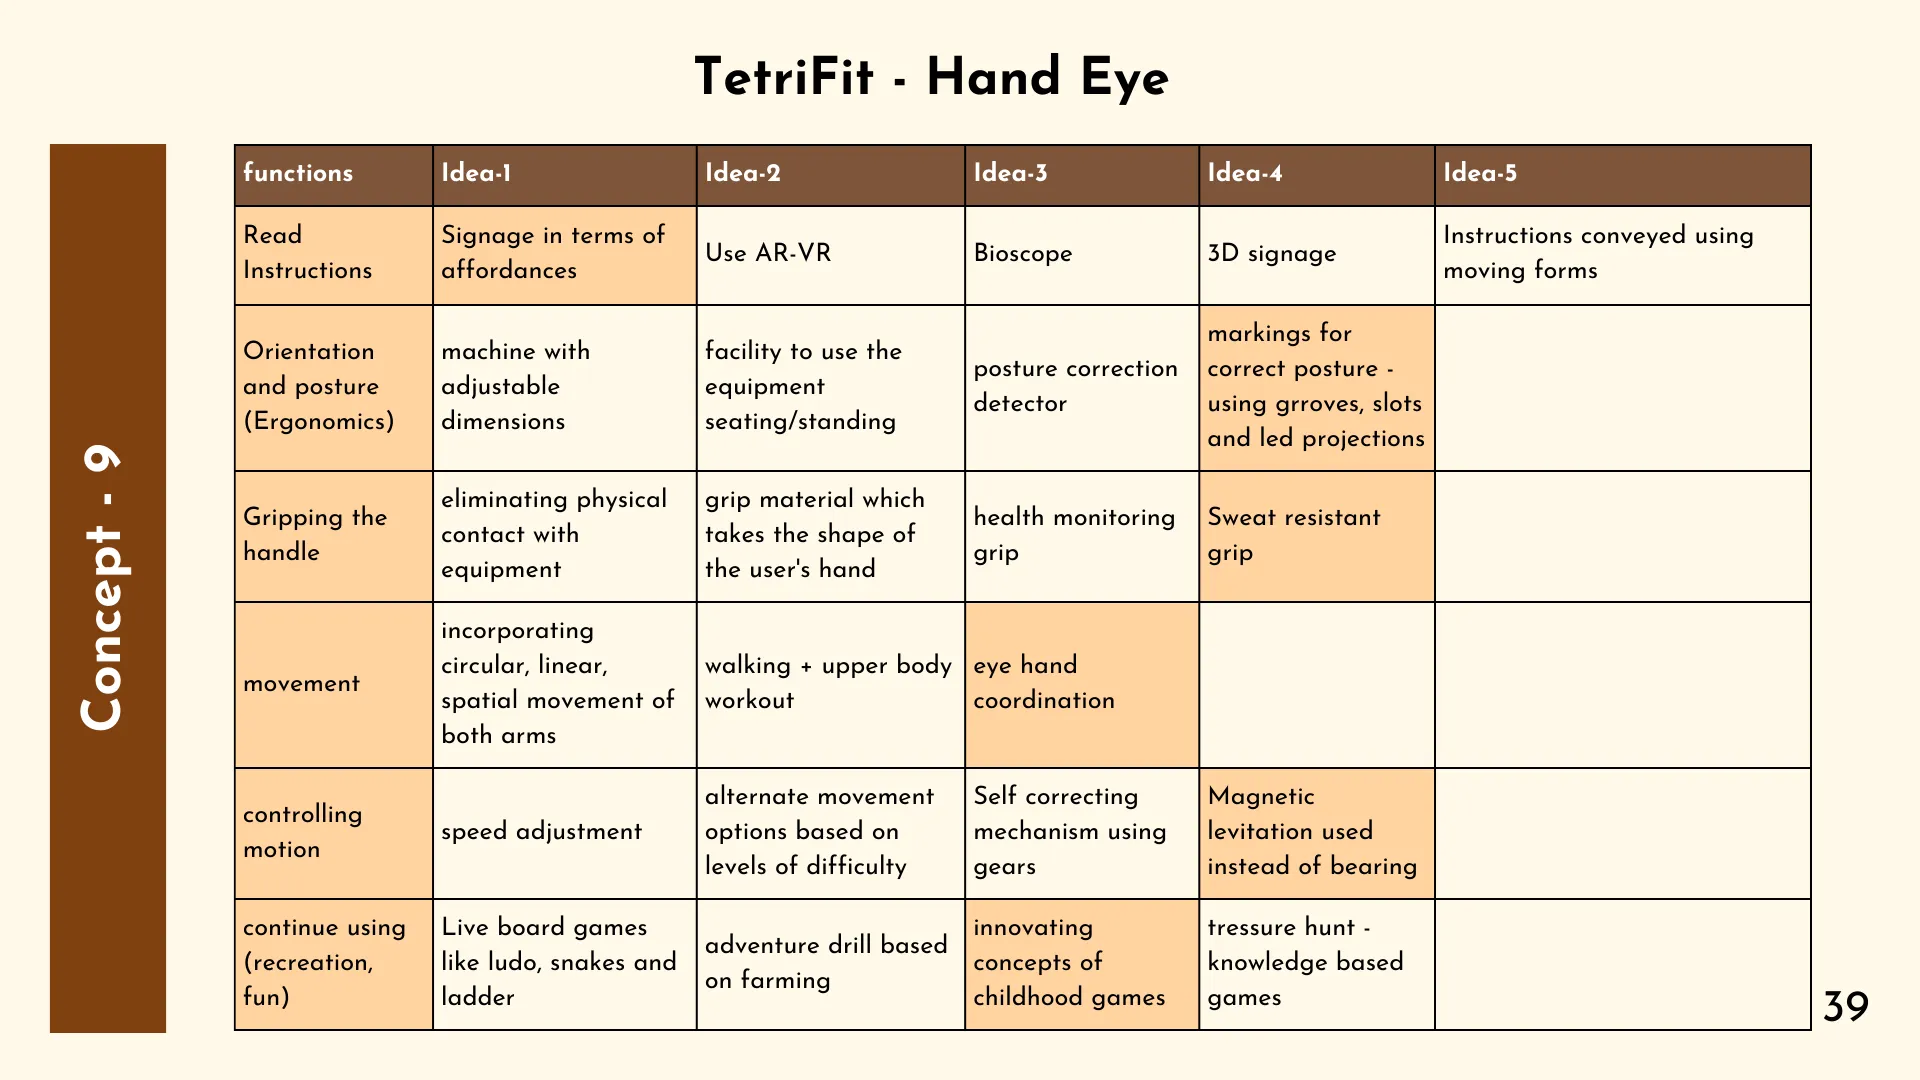 TetriFit - Hand Eye
Concept - 9
functions
Idea-1
Idea-2
Idea-3
Idea-4
Idea-5
Read
Instructions
Signage in terms of
affordances
Use AR-VR
Bioscope
3D signage
Instructions conveyed using
moving forms
Orientation
and posture
(Ergonomics)
machine with
adjustable
dimensions
facility to use the
equipment
seating/standing
posture correction
detector
markings for
correct posture -
using grroves, slots
and led projections
Gripping the
handle
eliminating physical
contact with
equipment
grip material which
takes the shape of
the user's hand
health monitoring
grip
Sweat resistant
grip
movement
incorporating
circular, linear,
spatial movement of
both arms
walking + upper body
workout
eye hand
coordination
controlling
motion
speed adjustment
alternate movement
options based on
levels of difficulty
Self correcting
mechanism using
gears
Magnetic
levitation used
instead of bearing
continue using
(recreation,
fun)
Live board games
like ludo, snakes and
ladder
adventure drill based
on farming
innovating
concepts of
childhood games
tressure hunt -
knowledge based
games
39